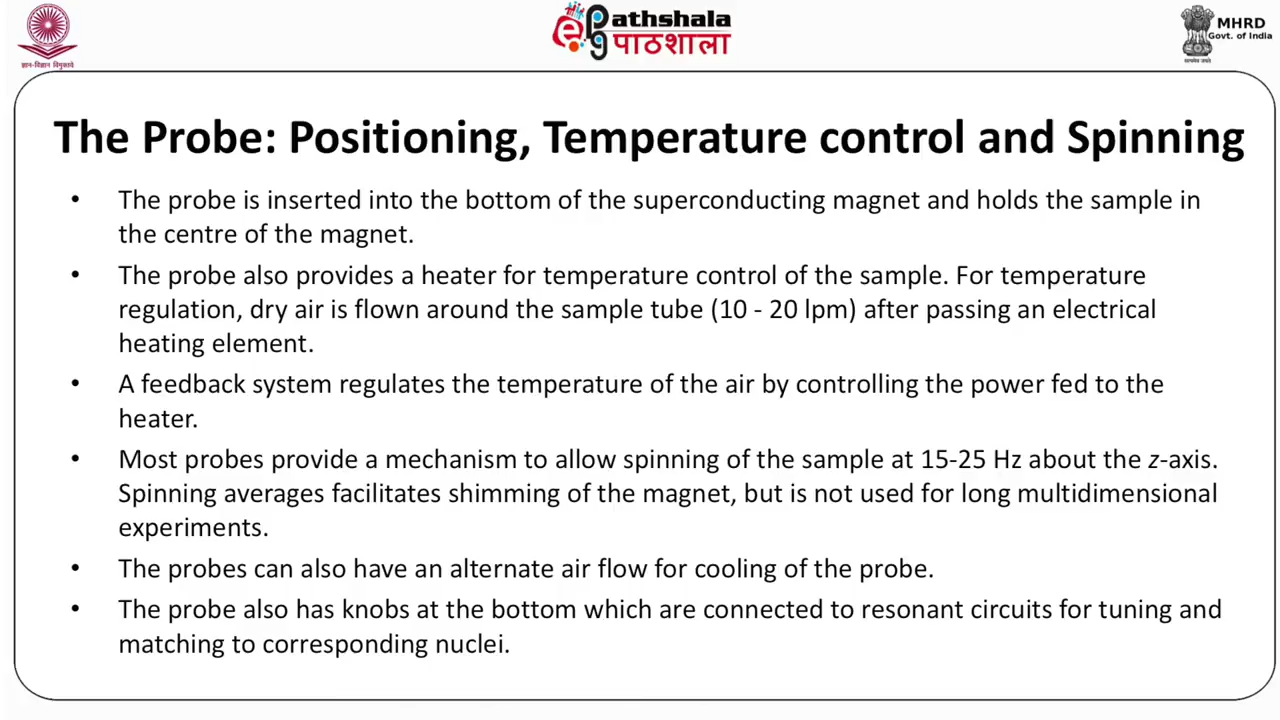 ज्ञान-विज्ञान विमुक्तये
ePathshala
पाठशाला
MHRD
Govt. of India
सत्यमेव जयते
The Probe: Positioning, Temperature control and Spinning
• The probe is inserted into the bottom of the superconducting magnet and holds the sample in
the centre of the magnet.
• The probe also provides a heater for temperature control of the sample. For temperature
regulation, dry air is flown around the sample tube (10 - 20 lpm) after passing an electrical
heating element.
• A feedback system regulates the temperature of the air by controlling the power fed to the
heater.
• Most probes provide a mechanism to allow spinning of the sample at 15-25 Hz about the z-axis.
Spinning averages facilitates shimming of the magnet, but is not used for long multidimensional
experiments.
• The probes can also have an alternate air flow for cooling of the probe.
• The probe also has knobs at the bottom which are connected to resonant circuits for tuning and
matching to corresponding nuclei.